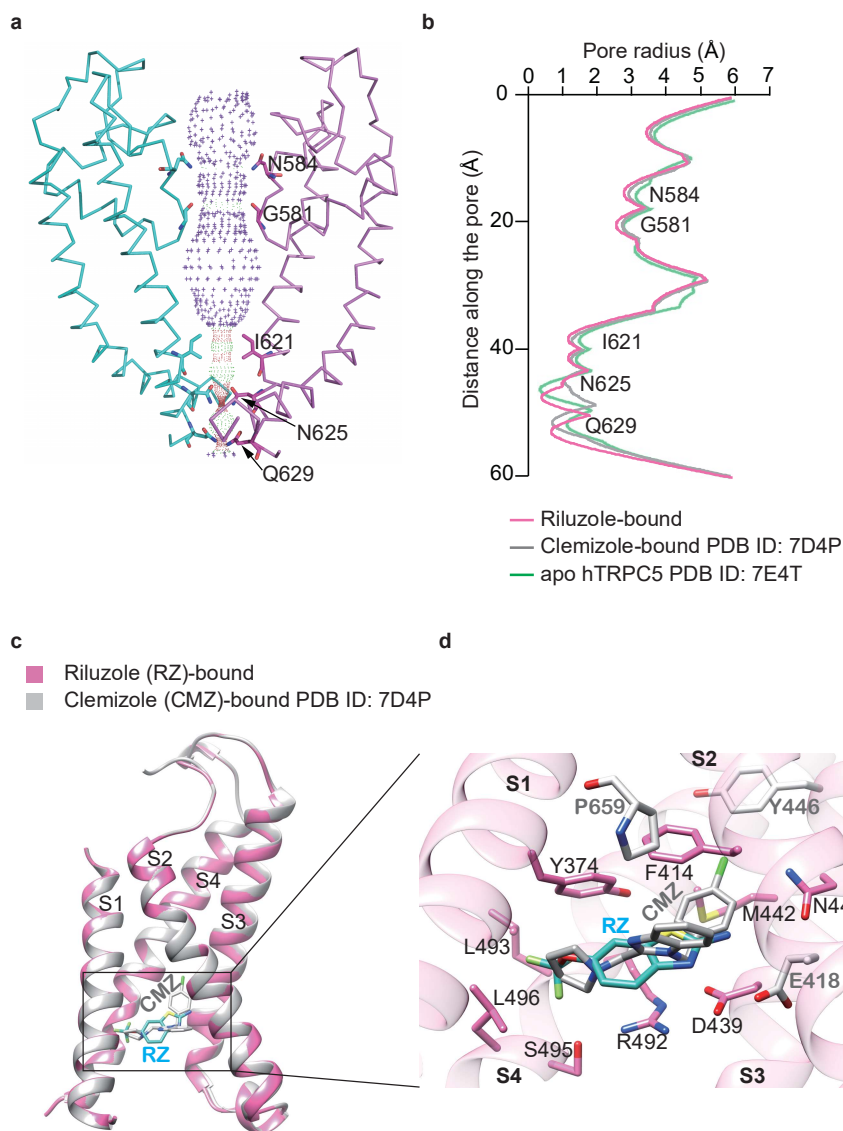 a
N584
G581
I621
N625
Q629
b
Pore radius (Å)
0 1 2 3 4 5 6 7
Distance along the pore (Å)
0
20
40
60
N584
G581
I621
N625
Q629
Riluzole-bound
Clemizole-bound PDB ID: 7D4P
apo hTRPC5 PDB ID: 7E4T
c
Riluzole (RZ)-bound
Clemizole (CMZ)-bound PDB ID: 7D4P
S2
S4
S1
S3
CMZ
RZ
d
S2
S1
P659
Y446
Y374
F414
CMZ
M442
N44
RZ
L493
E418
L496
D439
R492
S495
S4
S3